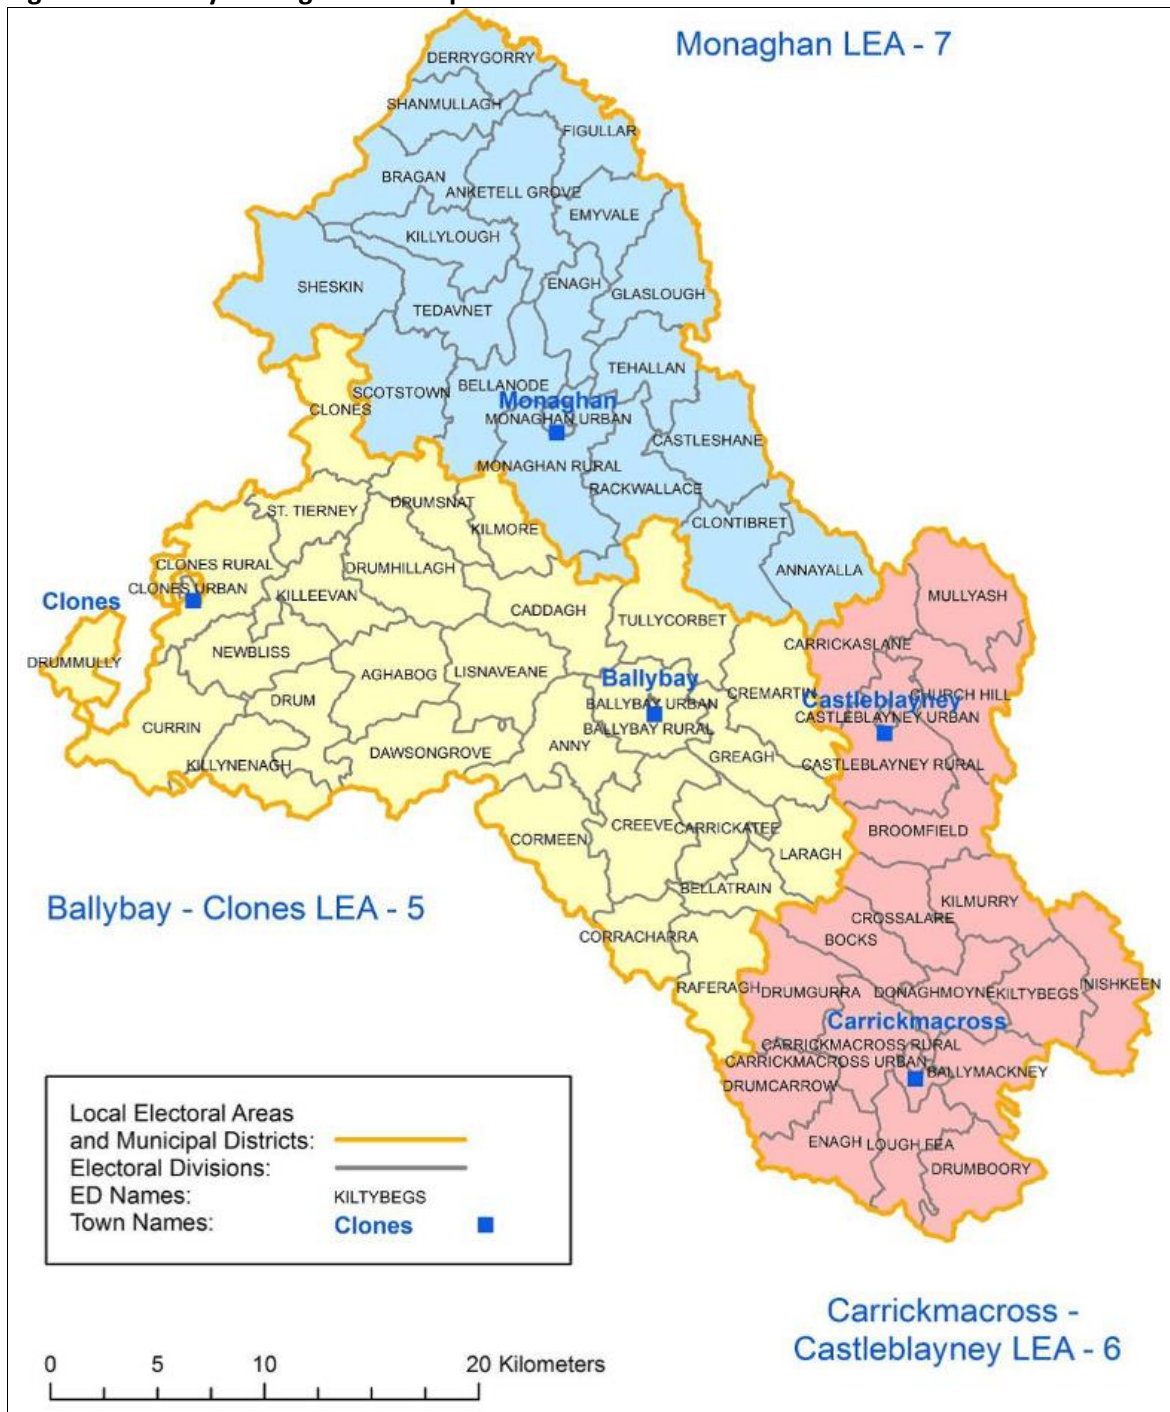 Monaghan LEA - 7
DERRYGORRY
SHANMULLAGH
FIGULLAR
BRAGAN
ANKETELL GROVE
EMYVALE
KILLYLOUGH
SHESKIN
ENAGH
GLASLOUGH
TEDAVNET
TEHALLAN
BELLANODE
SCOTSTOWN
Monaghan
CLONES
MONAGHAN URBAN
CASTLESHANE
MONAGHAN RURAL
RACKWALLACE
DRUMSNAT
ST. TIERNEY
CLONTIBRET
KILMORE
CLONES RURAL
DRUMHILLAGH
ANNAYALLA
CLONES URBAN
KILLEEVAN
MULLYASH
Clones
CADDAGH
TULLYCORBET
CARRICKASLANE
NEWBLISS
DRUMMULLY
AGHABOG
LISNAVEANE
Ballybay
CREMARTIN
CHURCH HILL
DRUM
Castleblayney
BALLYBAY URBAN
CASTLEBLAYNEY URBAN
CURRIN
BALLYBAY RURAL
ANNY
DAWSONGROVE
GREAGH
KILLYNENAGH
CASTLEBLAYNEY RURAL
CREEVE
CARRICKATEE
BROOMFIELD
CORMEEN
LARAGH
BELLATRAIN
Ballybay - Clones LEA - 5
KILMURRY
CROSSALARE
CORRACHARRA
BOCKS
RAFERAGH
DRUMGURRA
DONAGHMOYNE
KILTYBEGS
INISHKEEN
Carrickmacross
CARRICKMACROSS RURAL
CARRICKMACROSS URBAN
BALLYMACKNEY
DRUMCARROW
ENAGH
LOUGH FEA
DRUMBOORY
Local Electoral Areas
and Municipal Districts:
Electoral Divisions:
ED Names: KILTYBEGS
Town Names: Clones
Carrickmacross -
Castleblayney LEA - 6
0 5 10 20 Kilometers